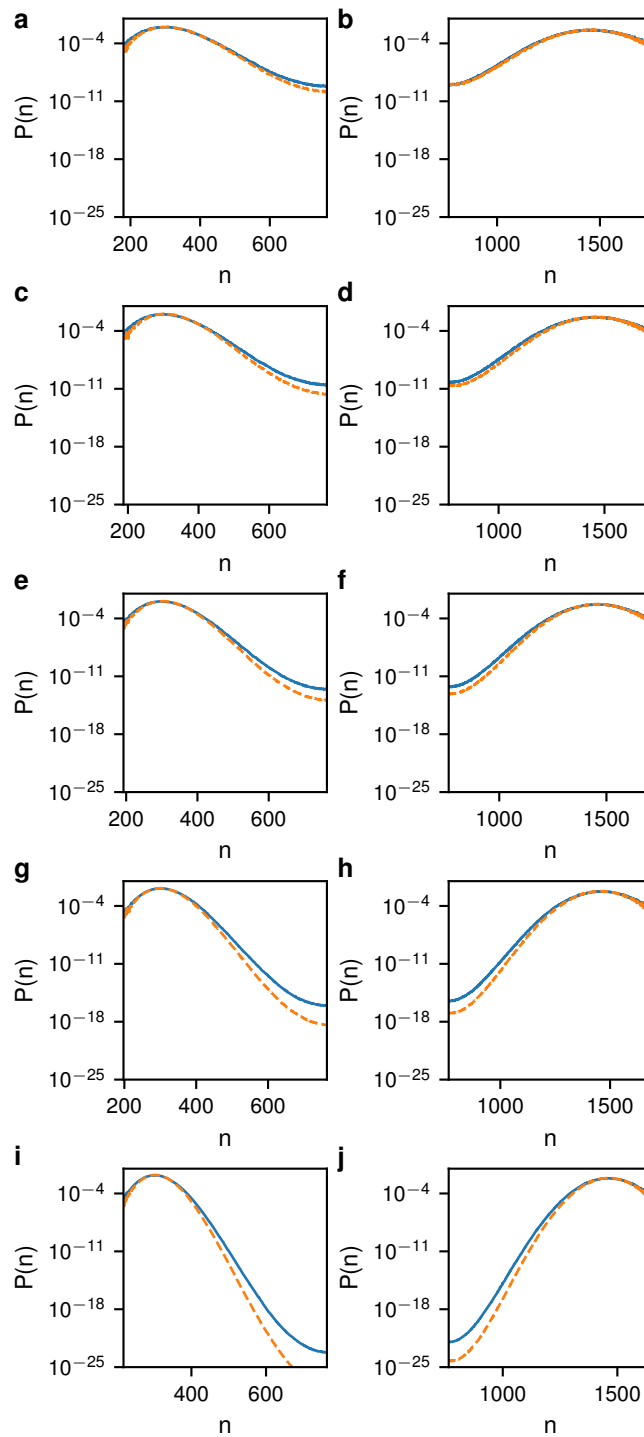 a
b
P(n)
10⁻⁴
10⁻¹¹
10⁻¹⁸
10⁻²⁵
200 400 600
n
P(n)
10⁻⁴
10⁻¹¹
10⁻¹⁸
10⁻²⁵
1000 1500
n
c
d
P(n)
10⁻⁴
10⁻¹¹
10⁻¹⁸
10⁻²⁵
200 400 600
n
P(n)
10⁻⁴
10⁻¹¹
10⁻¹⁸
10⁻²⁵
1000 1500
n
e
f
P(n)
10⁻⁴
10⁻¹¹
10⁻¹⁸
10⁻²⁵
200 400 600
n
P(n)
10⁻⁴
10⁻¹¹
10⁻¹⁸
10⁻²⁵
1000 1500
n
g
h
P(n)
10⁻⁴
10⁻¹¹
10⁻¹⁸
10⁻²⁵
200 400 600
n
P(n)
10⁻⁴
10⁻¹¹
10⁻¹⁸
10⁻²⁵
1000 1500
n
i
j
P(n)
10⁻⁴
10⁻¹¹
10⁻¹⁸
10⁻²⁵
400 600
n
P(n)
10⁻⁴
10⁻¹¹
10⁻¹⁸
10⁻²⁵
1000 1500
n